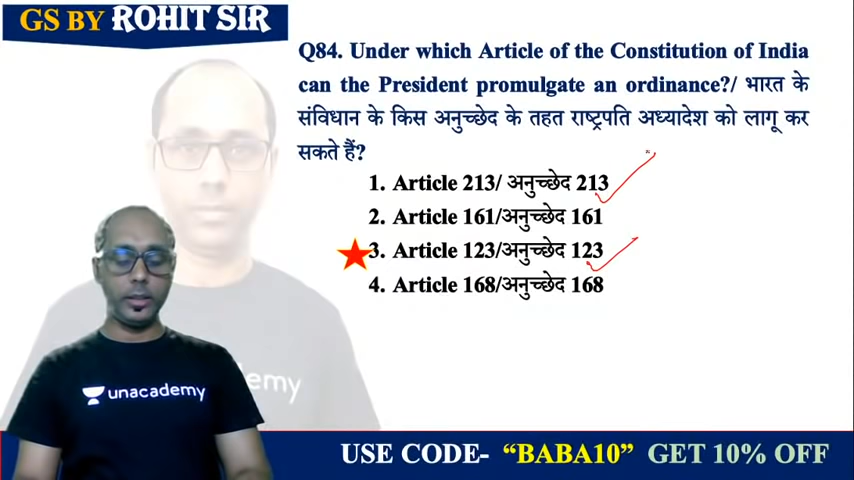 GS BY ROHIT SIR
Q84. Under which Article of the Constitution of India
can the President promulgate an ordinance?/ भारत के
संविधान के किस अनुच्छेद के तहत राष्ट्रपति अध्यादेश को लागू कर
सकते हैं?
1. Article 213/ अनुच्छेद 213
2. Article 161/अनुच्छेद 161
3. Article 123/अनुच्छेद 123
4. Article 168/अनुच्छेद 168
unacademy
emy
USE CODE- “BABA10” GET 10% OFF